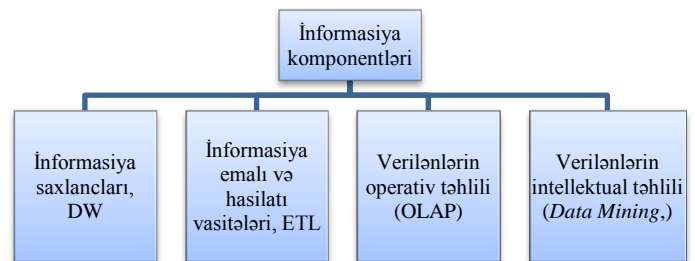 İnformasiya
komponentləri
İnformasiya
saxlancları,
DW
İnformasiya
emalı və
hasilatı
vasitələri, ETL
Verilənlərin
operativ təhlili
(OLAP)
Verilənlərin
intellektual təhlili
(Data Mining,)